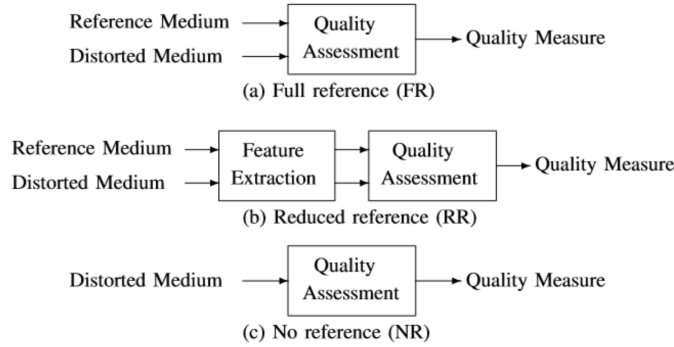 Reference Medium
Distorted Medium
Quality
Assessment
Quality Measure
(a) Full reference (FR)
Reference Medium
Distorted Medium
Feature
Extraction
Quality
Assessment
Quality Measure
(b) Reduced reference (RR)
Distorted Medium
Quality
Assessment
Quality Measure
(c) No reference (NR)